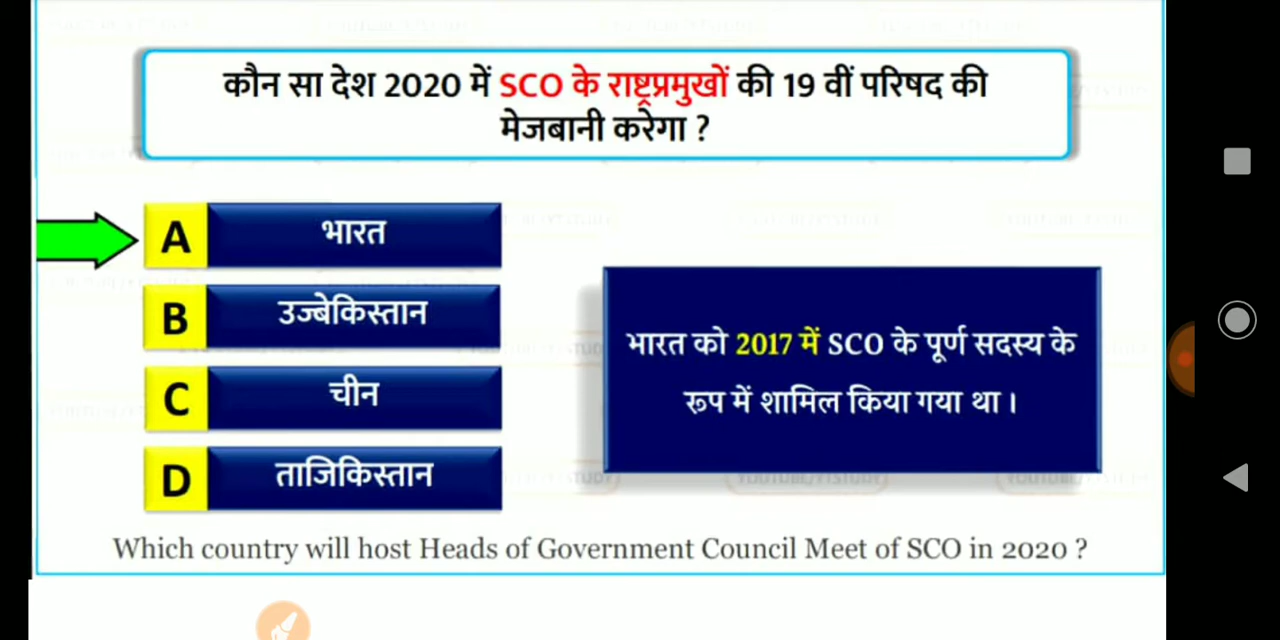 कौन सा देश 2020 में SCO के राष्ट्रप्रमुखों की 19 वीं परिषद की
मेजबानी करेगा ?
A भारत
B उज्बेकिस्तान
C चीन
D ताजिकिस्तान
भारत को 2017 में SCO के पूर्ण सदस्य के
रूप में शामिल किया गया था।
Which country will host Heads of Government Council Meet of SCO in 2020 ?